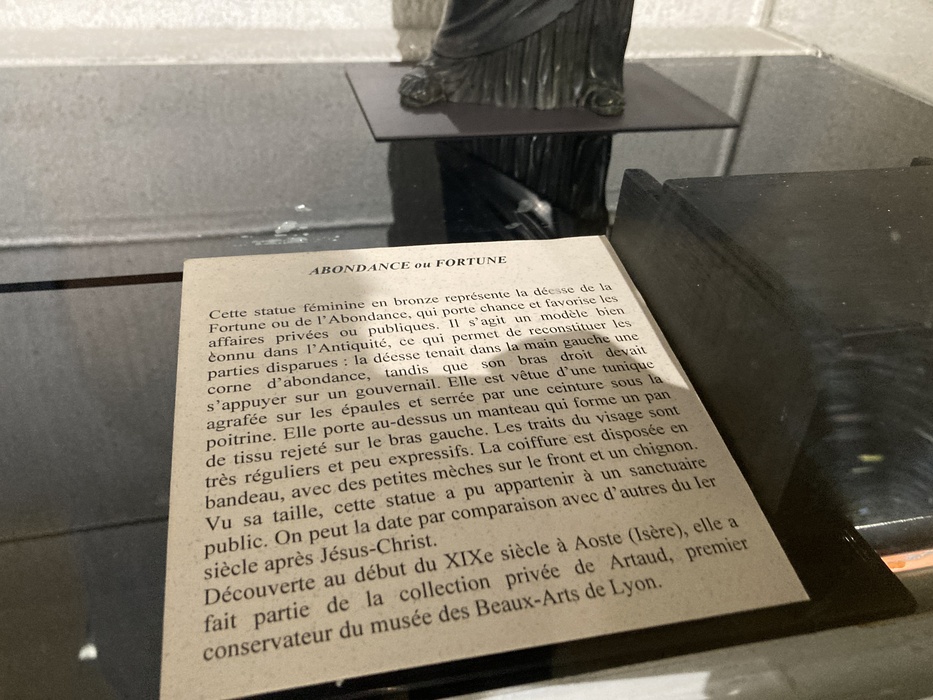 ABONDANCE ou FORTUNE
Cette statue féminine en bronze représente la déesse de la
Fortune ou de l'Abondance, qui porte chance et favorise les
affaires privées ou publiques. Il s'agit un modèle bien
connu dans l'Antiquité, ce qui permet de reconstituer les
parties disparues : la déesse tenait dans la main gauche une
corne d'abondance, tandis que son bras droit devait
s'appuyer sur un gouvernail. Elle est vêtue d'une tunique
agrafée sur les épaules et serrée par une ceinture sous la
poitrine. Elle porte au-dessus un manteau qui forme un pan
de tissu rejeté sur le bras gauche. Les traits du visage sont
très réguliers et peu expressifs. La coiffure est disposée en
bandeau, avec des petites mèches sur le front et un chignon.
Vu sa taille, cette statue a pu appartenir à un sanctuaire
public. On peut la date par comparaison avec d'autres du Ier
siècle après Jésus-Christ.
Découverte au début du XIXe siècle à Aoste (Isère), elle a
fait partie de la collection privée de Artaud, premier
conservateur du musée des Beaux-Arts de Lyon.